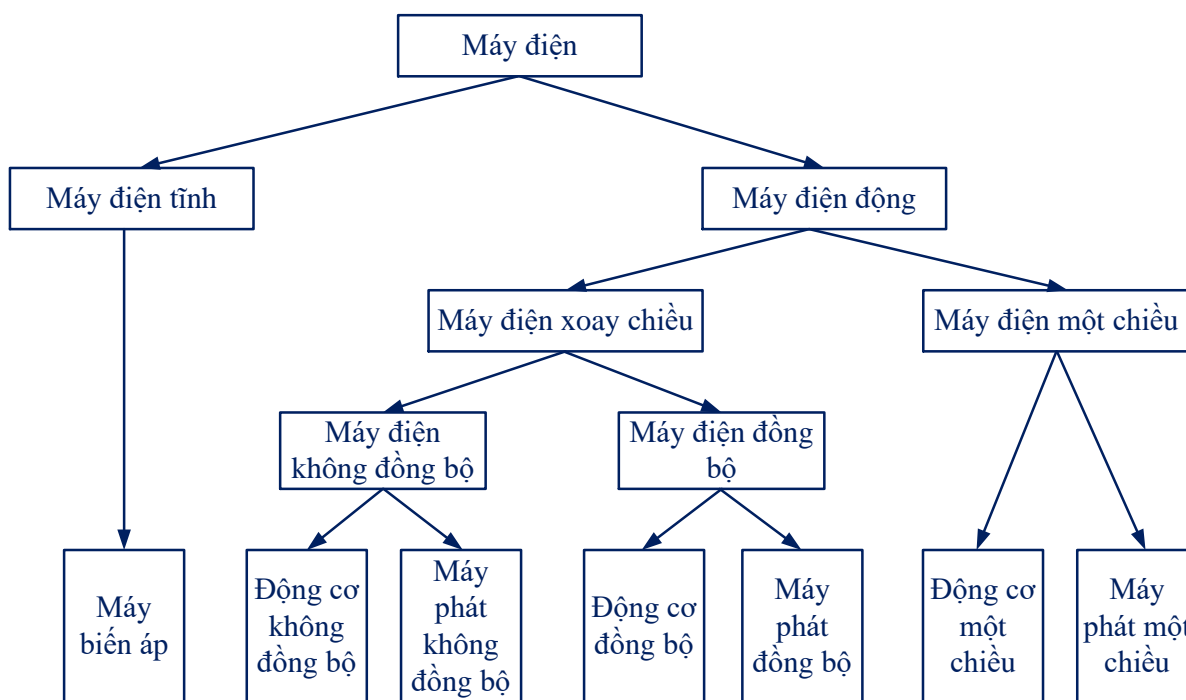 Máy điện
Máy điện tĩnh
Máy điện động
Máy điện xoay chiều
Máy điện một chiều
Máy điện
không đồng bộ
Máy điện đồng
bộ
Máy
biến áp
Động cơ
không
đồng bộ
Máy
phát
không
đồng bộ
Động cơ
đồng bộ
Máy
phát
đồng bộ
Động cơ
một
chiều
Máy
phát một
chiều